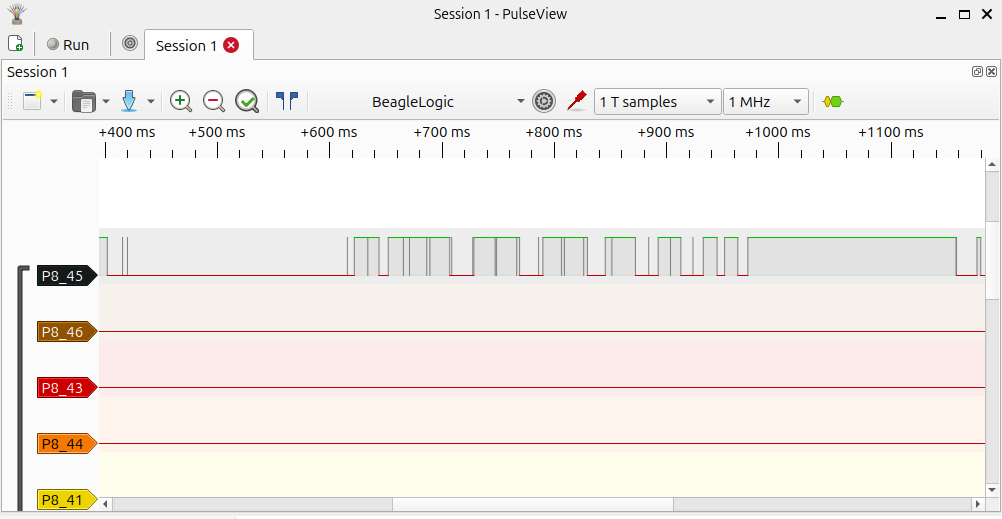 Session 1 - PulseView
Run
Session 1
Session 1
BeagleLogic
1 T samples
1 MHz
+400 ms +500 ms +600 ms +700 ms +800 ms +900 ms +1000 ms +1100 ms
P8_45
P8_46
P8_43
P8_44
P8_41